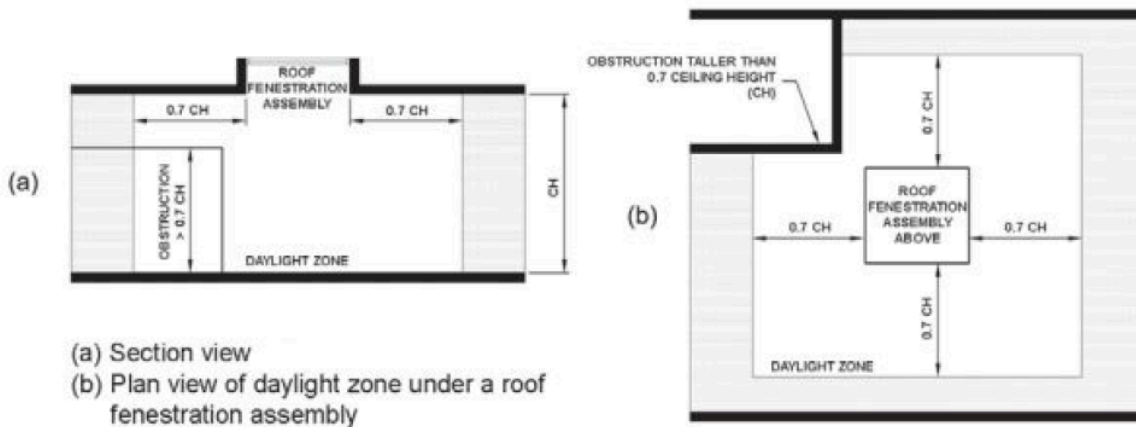 ROOF
FENESTRATION
ASSEMBLY
0.7 CH
0.7 CH
(a)
OBSTRUCTION
> 0.7 CH
CH
DAYLIGHT ZONE
(a) Section view
(b) Plan view of daylight zone under a roof
fenestration assembly
OBSTRUCTION TALLER THAN
0.7 CEILING HEIGHT
(CH)
0.7 CH
(b)
ROOF
FENESTRATION
ASSEMBLY
ABOVE
0.7 CH
0.7 CH
0.7 CH
DAYLIGHT ZONE